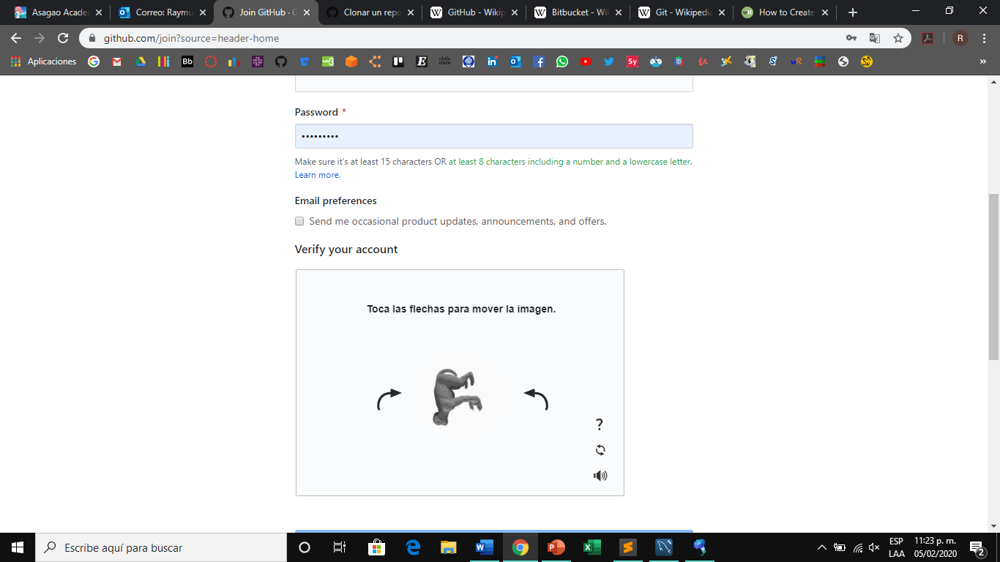 Asagao Acade
Correo: Raymu
Join GitHub · G
Clonar un repo
GitHub - Wikip
Bitbucket - Wi
Git - Wikipedia
How to Create
github.com/join?source=header-home
R
Aplicaciones
Password *
•••••••••
Make sure it's at least 15 characters OR at least 8 characters including a number and a lowercase letter.
Learn more.
Email preferences
Send me occasional product updates, announcements, and offers.
Verify your account
Toca las flechas para mover la imagen.
?
Escribe aquí para buscar
ESP
LAA
11:23 p. m.
05/02/2020
2